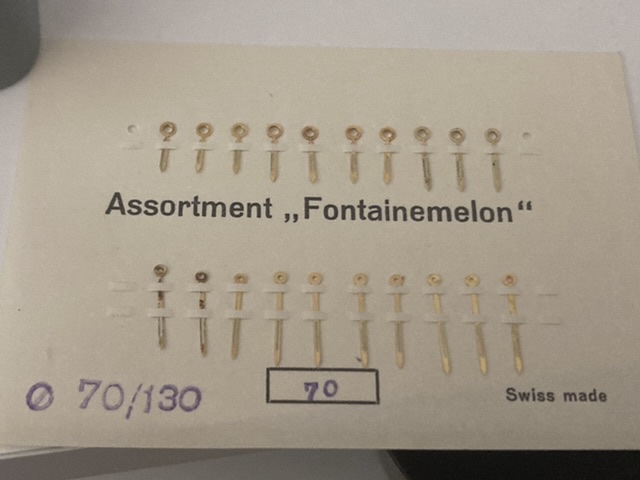 Assortment „Fontainemelon“
Ø 70/130
70
Swiss made